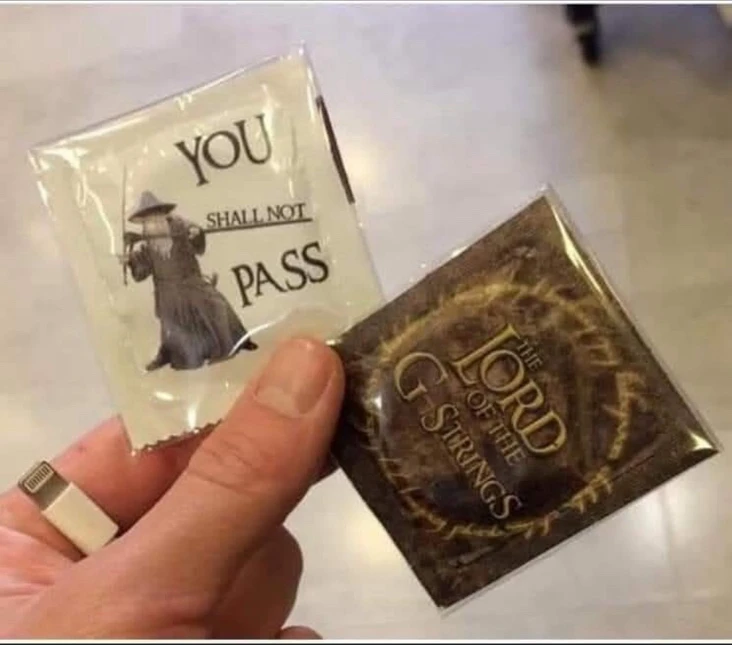 YOU
SHALL NOT
PASS
THE
LORD
OF THE
G-STRINGS